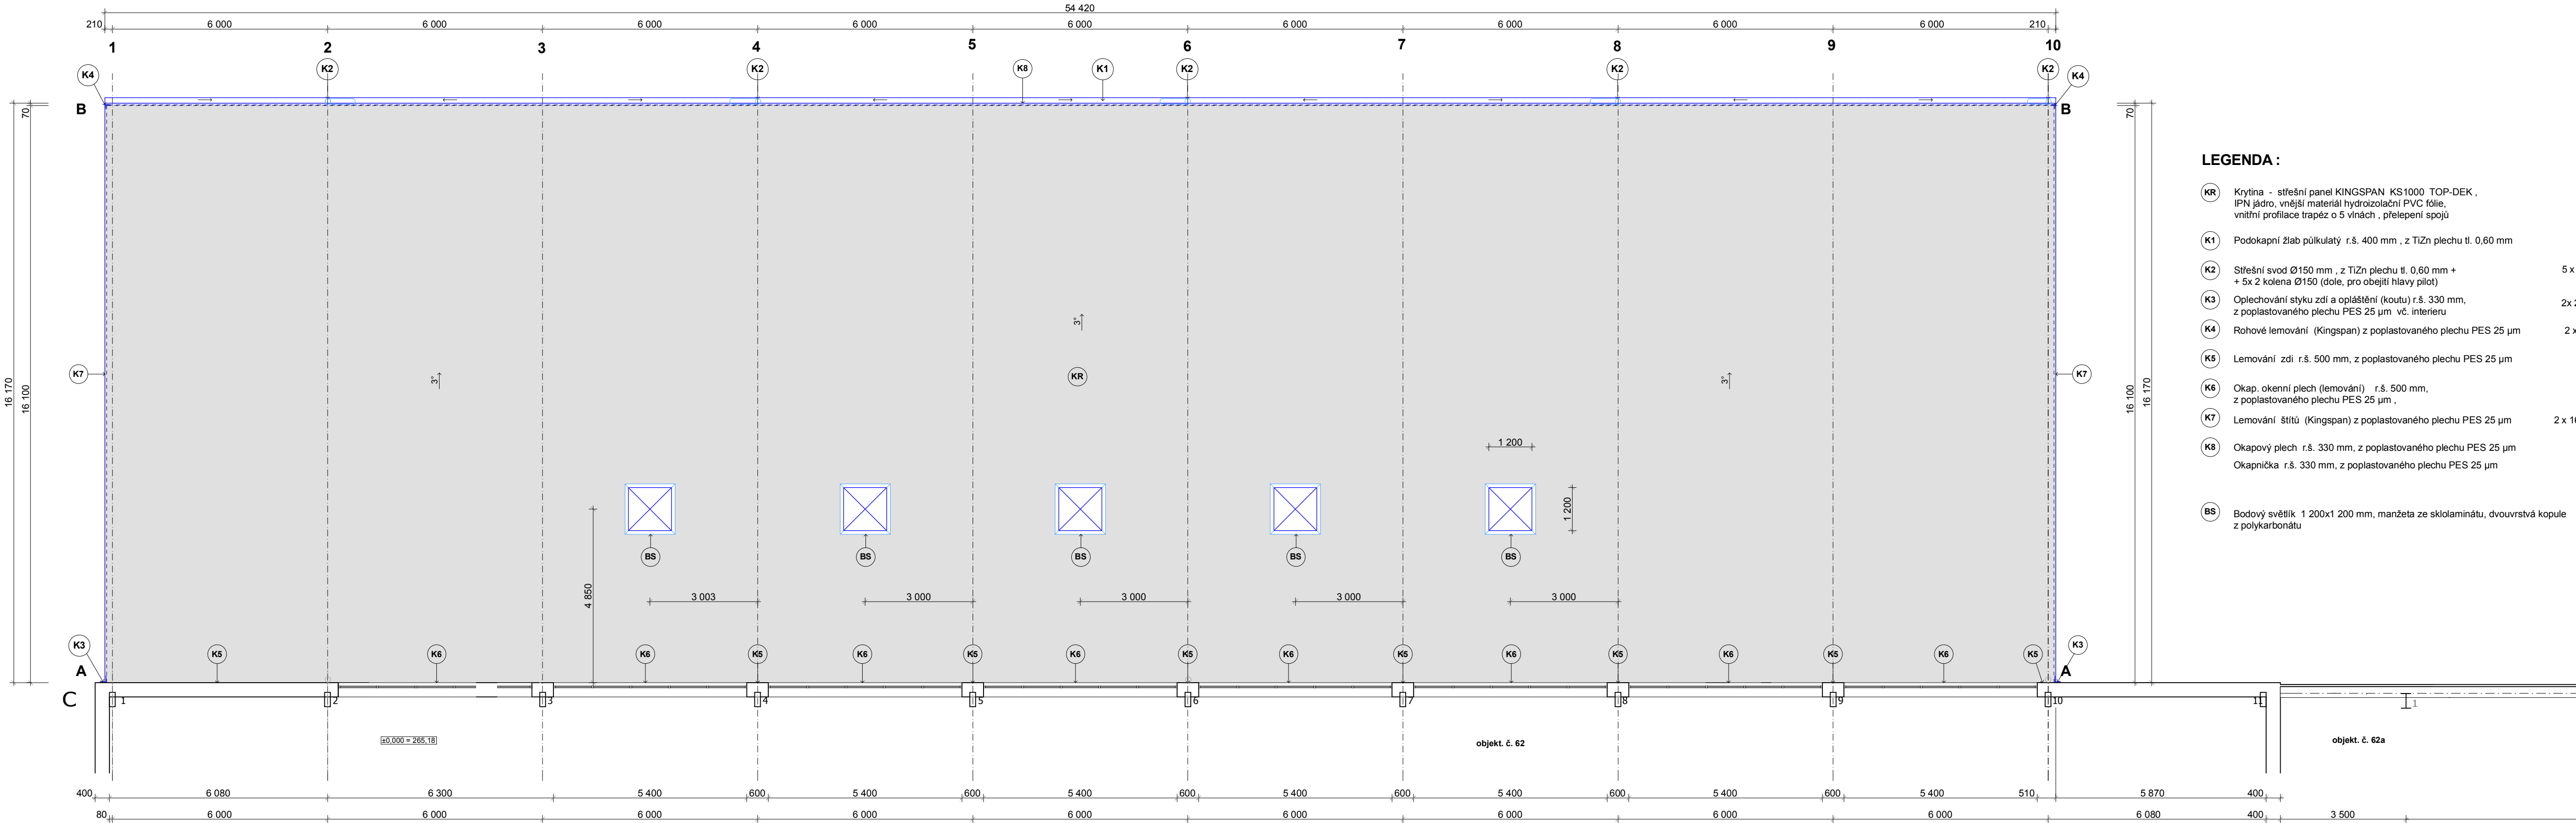 54 420
210 6 000 6 000 6 000 6 000 6 000 6 000 6 000 6 000 6 000 210
1 2 3 4 5 6 7 8 9 10
K4 K2 K2 K8 K1 K2 K2 K2 K4
B B
70 70
16 170 16 100 16 100 16 170
LEGENDA :
KR Krytina - střešní panel KINGSPAN KS1000 TOP-DEK ,
IPN jádro, vnější materiál hydroizolační PVC fólie,
vnitřní profilace trapéz o 5 vlnách , přelepení spojů
K1 Podokapní žlab půlkulatý r.š. 400 mm , z TiZn plechu tl. 0,60 mm
K2 Střešní svod Ø150 mm , z TiZn plechu tl. 0,60 mm + 5 x
+ 5x 2 kolena Ø150 (dole, pro obejití hlavy pilot)
K3 Oplechování styku zdí a opláštění (koutu) r.š. 330 mm, 2x
z poplastovaného plechu PES 25 µm vč. interieru
K4 Rohové lemování (Kingspan) z poplastovaného plechu PES 25 µm 2 x
K5 Lemování zdi r.š. 500 mm, z poplastovaného plechu PES 25 µm
K6 Okap. okenní plech (lemování) r.š. 500 mm,
z poplastovaného plechu PES 25 µm ,
K7 Lemování štítů (Kingspan) z poplastovaného plechu PES 25 µm 2 x
K8 Okapový plech r.š. 330 mm, z poplastovaného plechu PES 25 µm
Okapnička r.š. 330 mm, z poplastovaného plechu PES 25 µm
BS Bodový světlík 1 200x1 200 mm, manžeta ze sklolaminátu, dvouvrstvá kopule
z polykarbonátu
3°
K7 3° KR 3° K7
1 200
1 200
BS BS BS BS BS
4 850
3 003 3 000 3 000 3 000 3 000
K3 K5 K6 K6 K5 K6 K5 K6 K5 K6 K5 K6 K5 K6 K5 K6 K5 K3
A A
C 1 2 3 4 5 6 7 8 9 10 11 1
±0,000 = 265,18 objekt. č. 62 objekt. č. 62a
400 6 080 6 300 5 400 600 5 400 600 5 400 600 5 400 600 5 400 600 5 400 600 5 400 510 5 870 400
80 6 000 6 000 6 000 6 000 6 000 6 000 6 000 6 000 6 000 6 080 400 3 500